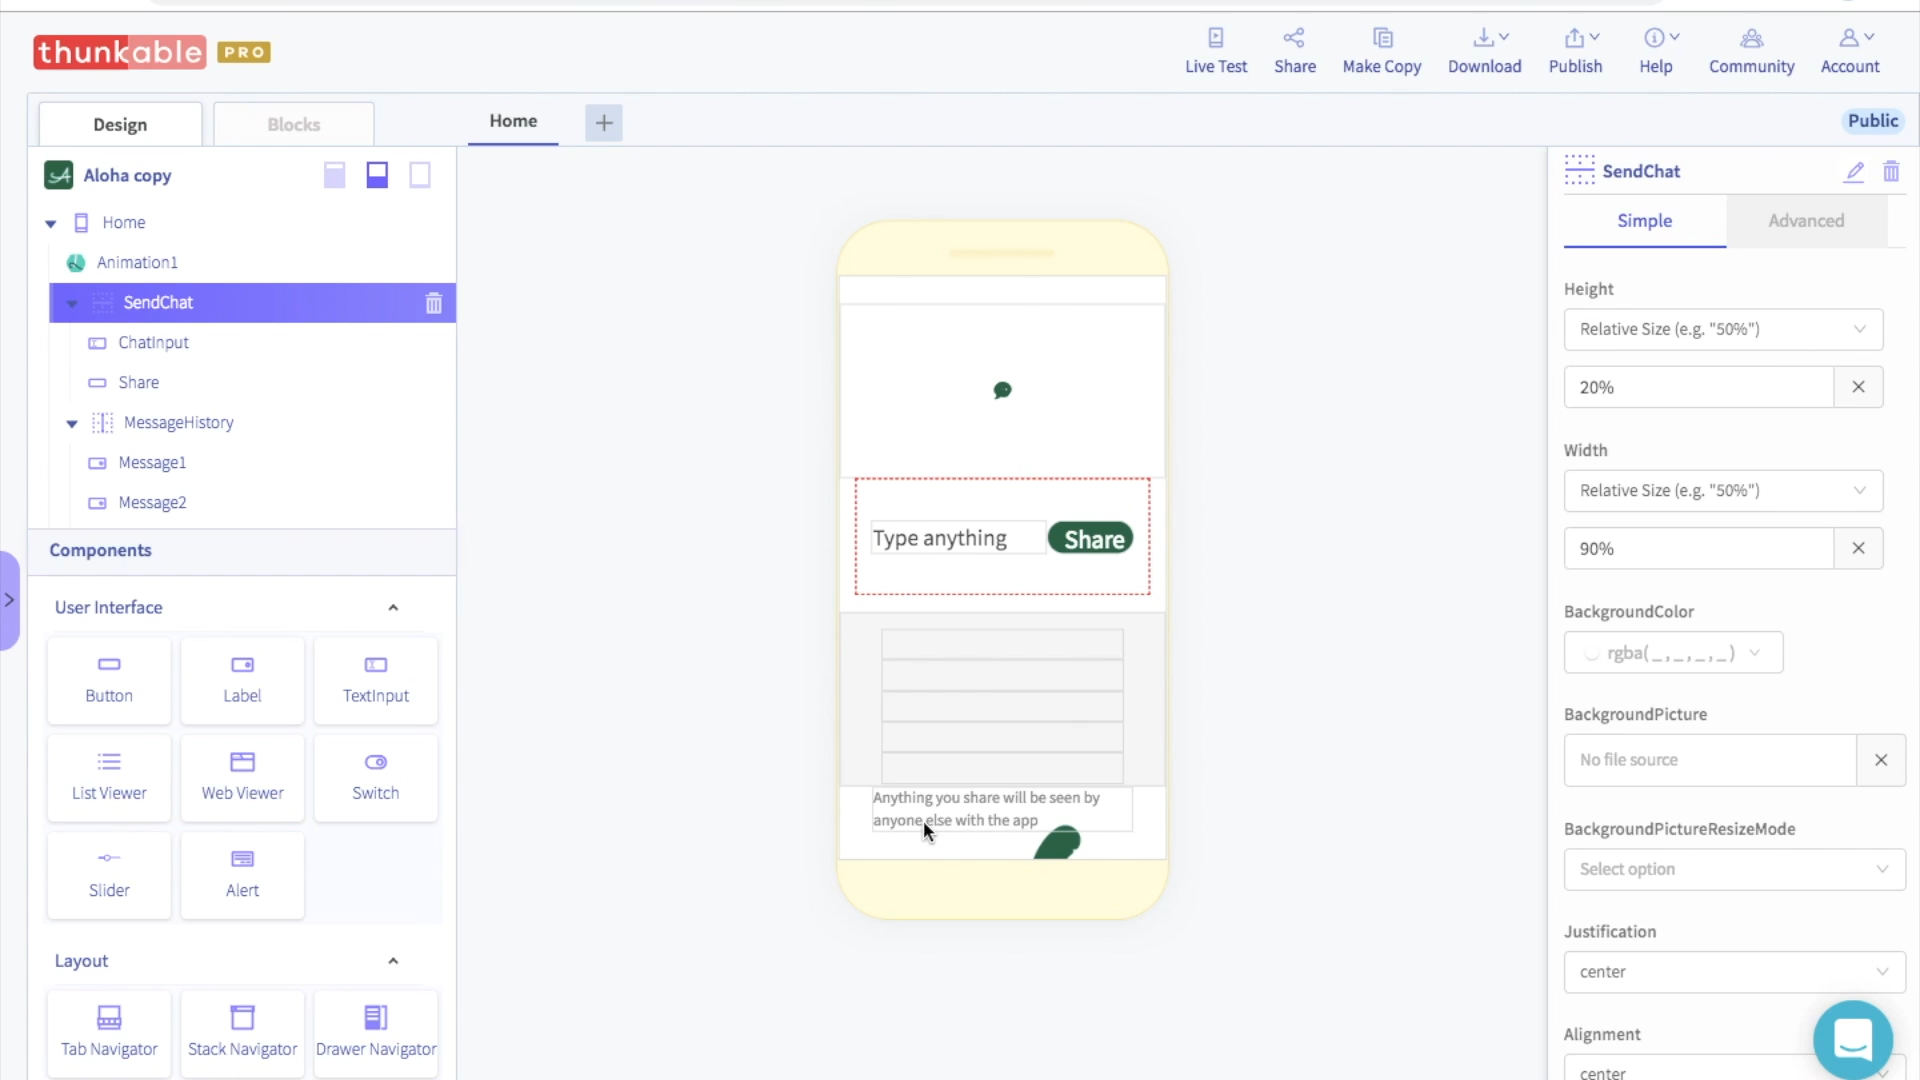 thunkable PRO
Live Test
Share
Make Copy
Download
Publish
Help
Community
Account
Design
Blocks
Home
+
Public
Aloha copy
Home
Animation1
SendChat
ChatInput
Share
MessageHistory
Message1
Message2
Components
User Interface
Button
Label
TextInput
List Viewer
Web Viewer
Switch
Slider
Alert
Layout
Tab Navigator
Stack Navigator
Drawer Navigator
Type anything
Share
Anything you share will be seen by
anyone else with the app
SendChat
Simple
Advanced
Height
Relative Size (e.g. "50%")
20%
Width
Relative Size (e.g. "50%")
90%
BackgroundColor
rgba(_,_,_,_)
BackgroundPicture
No file source
BackgroundPictureResizeMode
Select option
Justification
center
Alignment
center